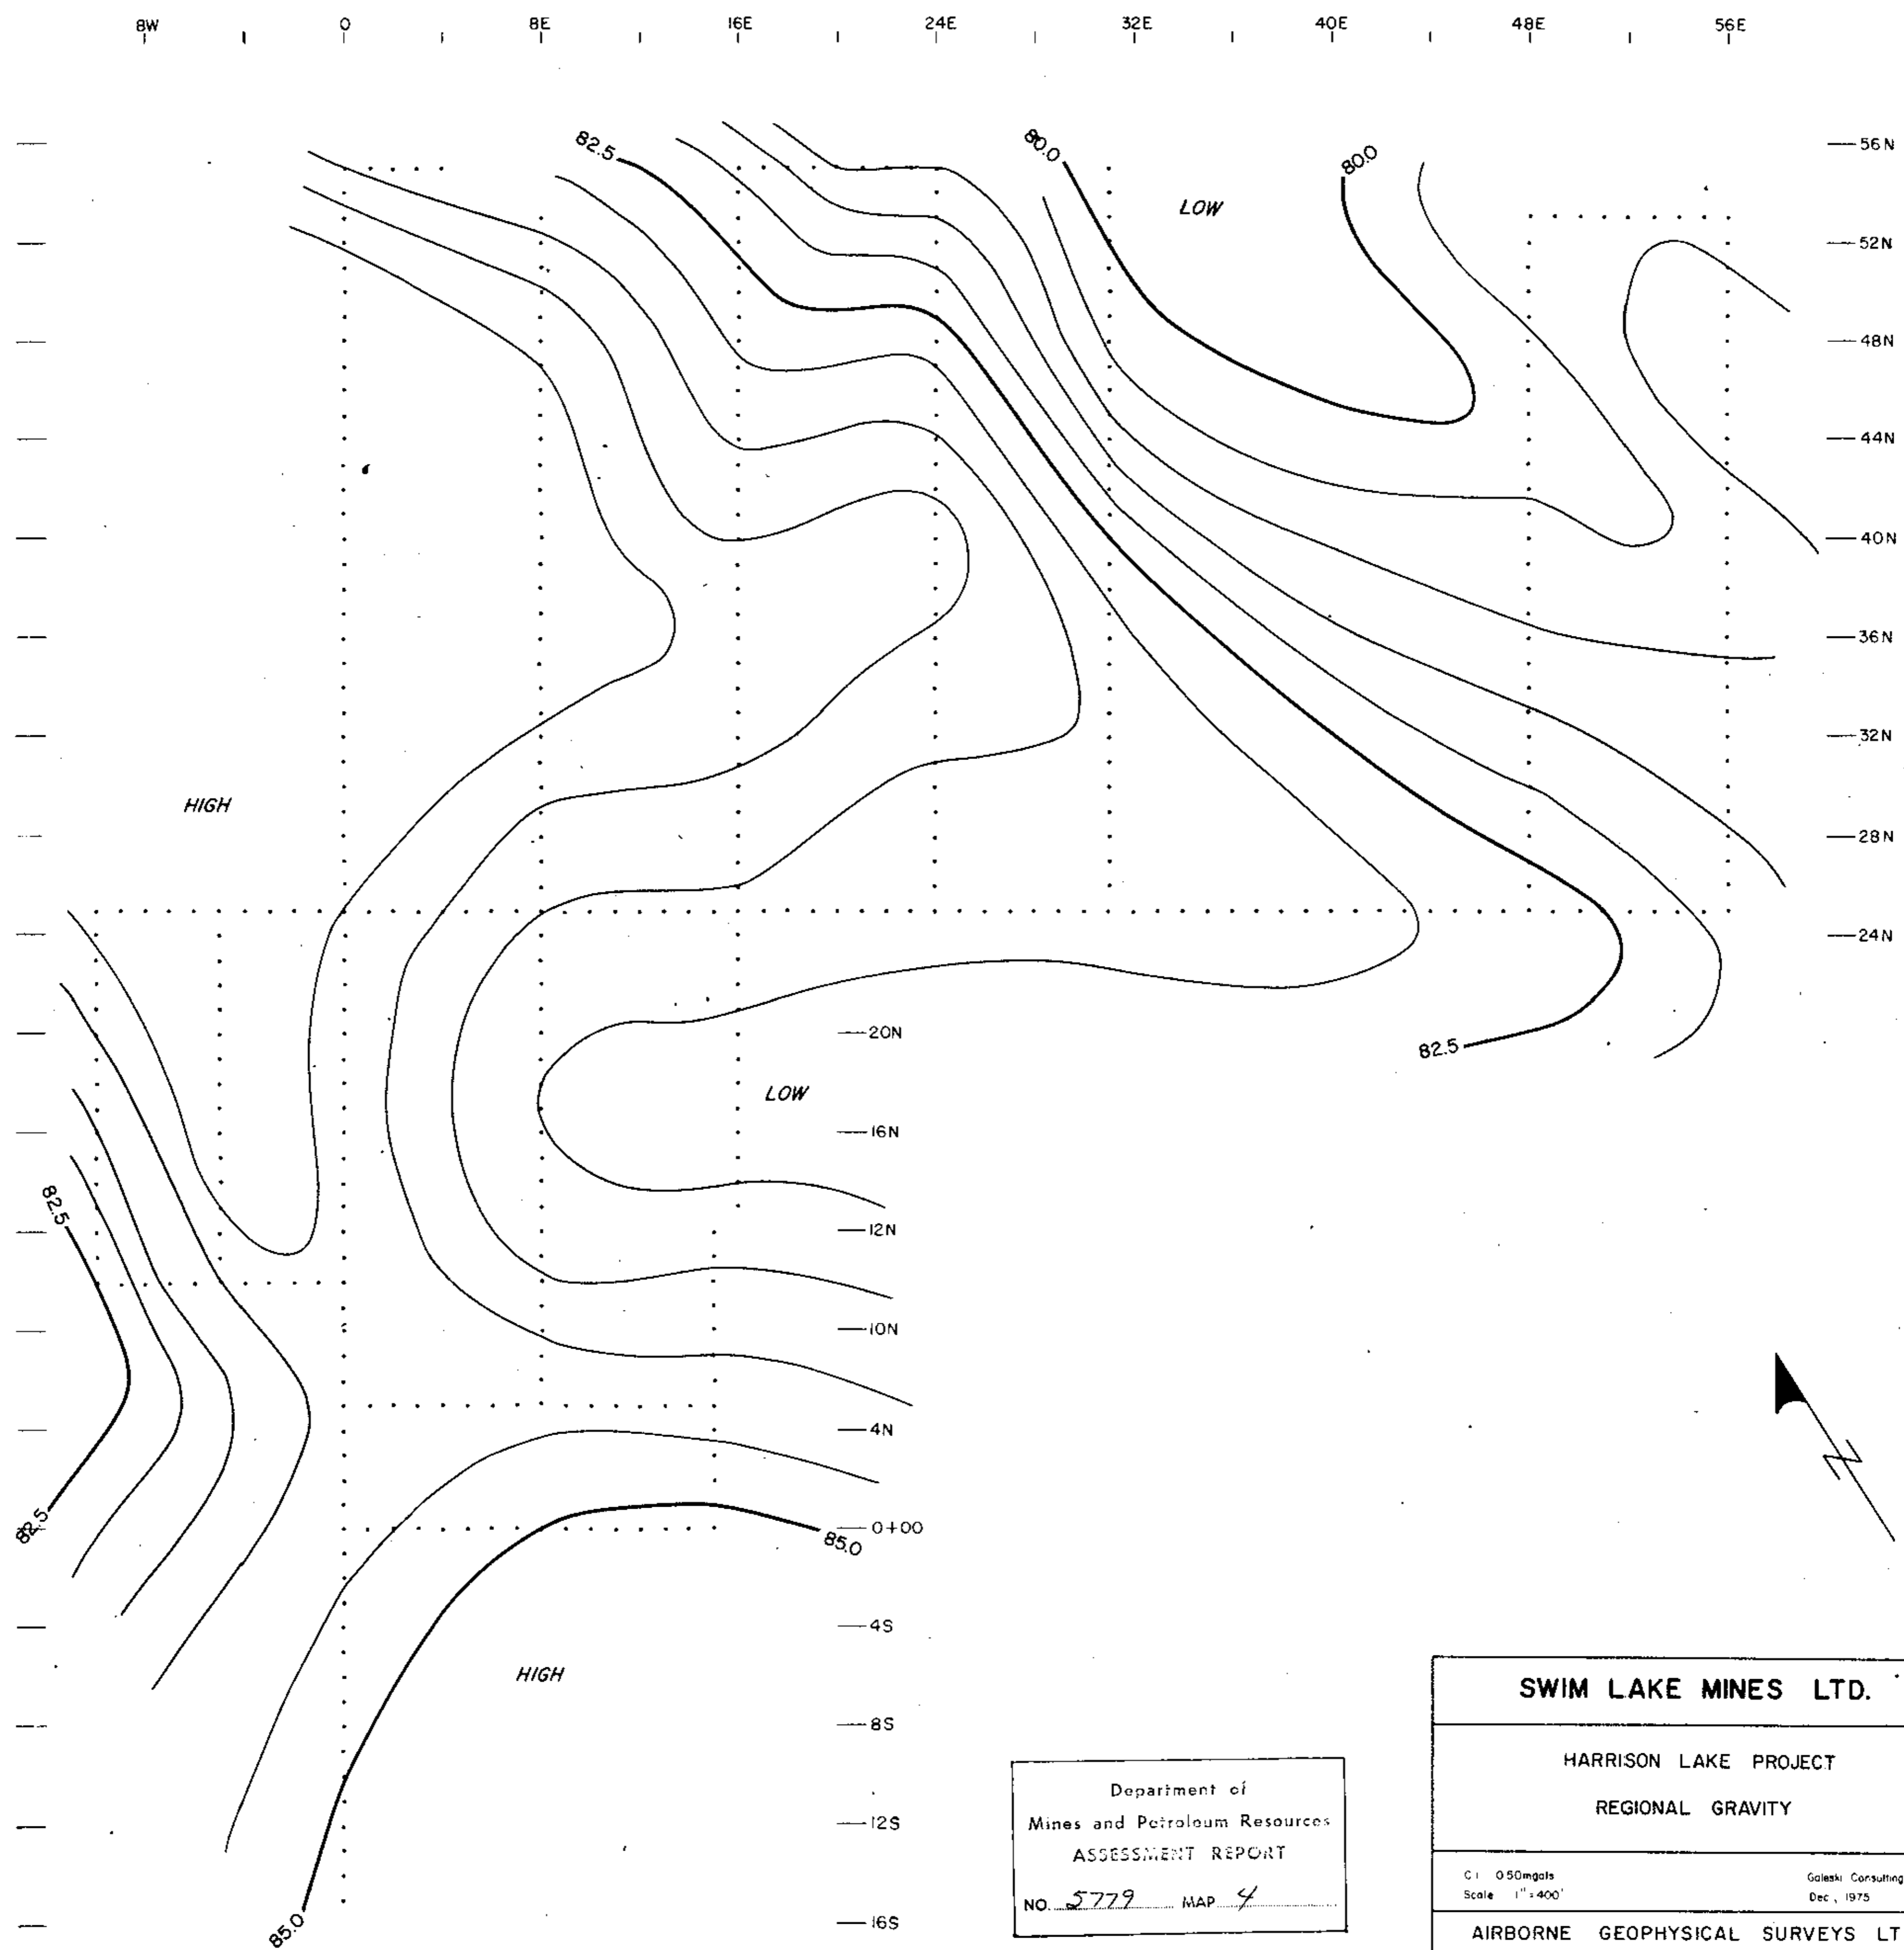 8W 0 8E 16E 24E 32E 40E 48E 56E
82.5
80.0
80.0
LOW
56N
52N
48N
44N
40N
36N
32N
HIGH
28N
24N
20N
82.5
LOW
16N
82.5
12N
10N
4N
82.5
0+00
85.0
4S
HIGH
8S
12S
16S
85.0
Department of
Mines and Petroleum Resources
ASSESSMENT REPORT
NO. 5779 MAP 4
SWIM LAKE MINES LTD.
HARRISON LAKE PROJECT
REGIONAL GRAVITY
C I 0.50mgals
Scale 1"=400'
Galeski Consulting
Dec, 1975
AIRBORNE GEOPHYSICAL SURVEYS LT